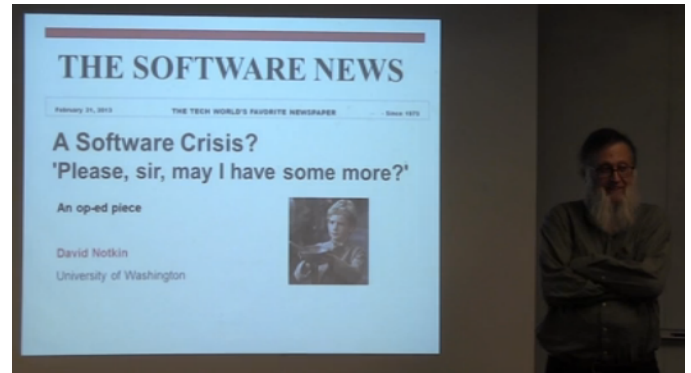 THE SOFTWARE NEWS
February 31, 2013 THE TECH WORLD'S FAVORITE NEWSPAPER - Since 1973
A Software Crisis?
'Please, sir, may I have some more?'
An op-ed piece
David Notkin
University of Washington